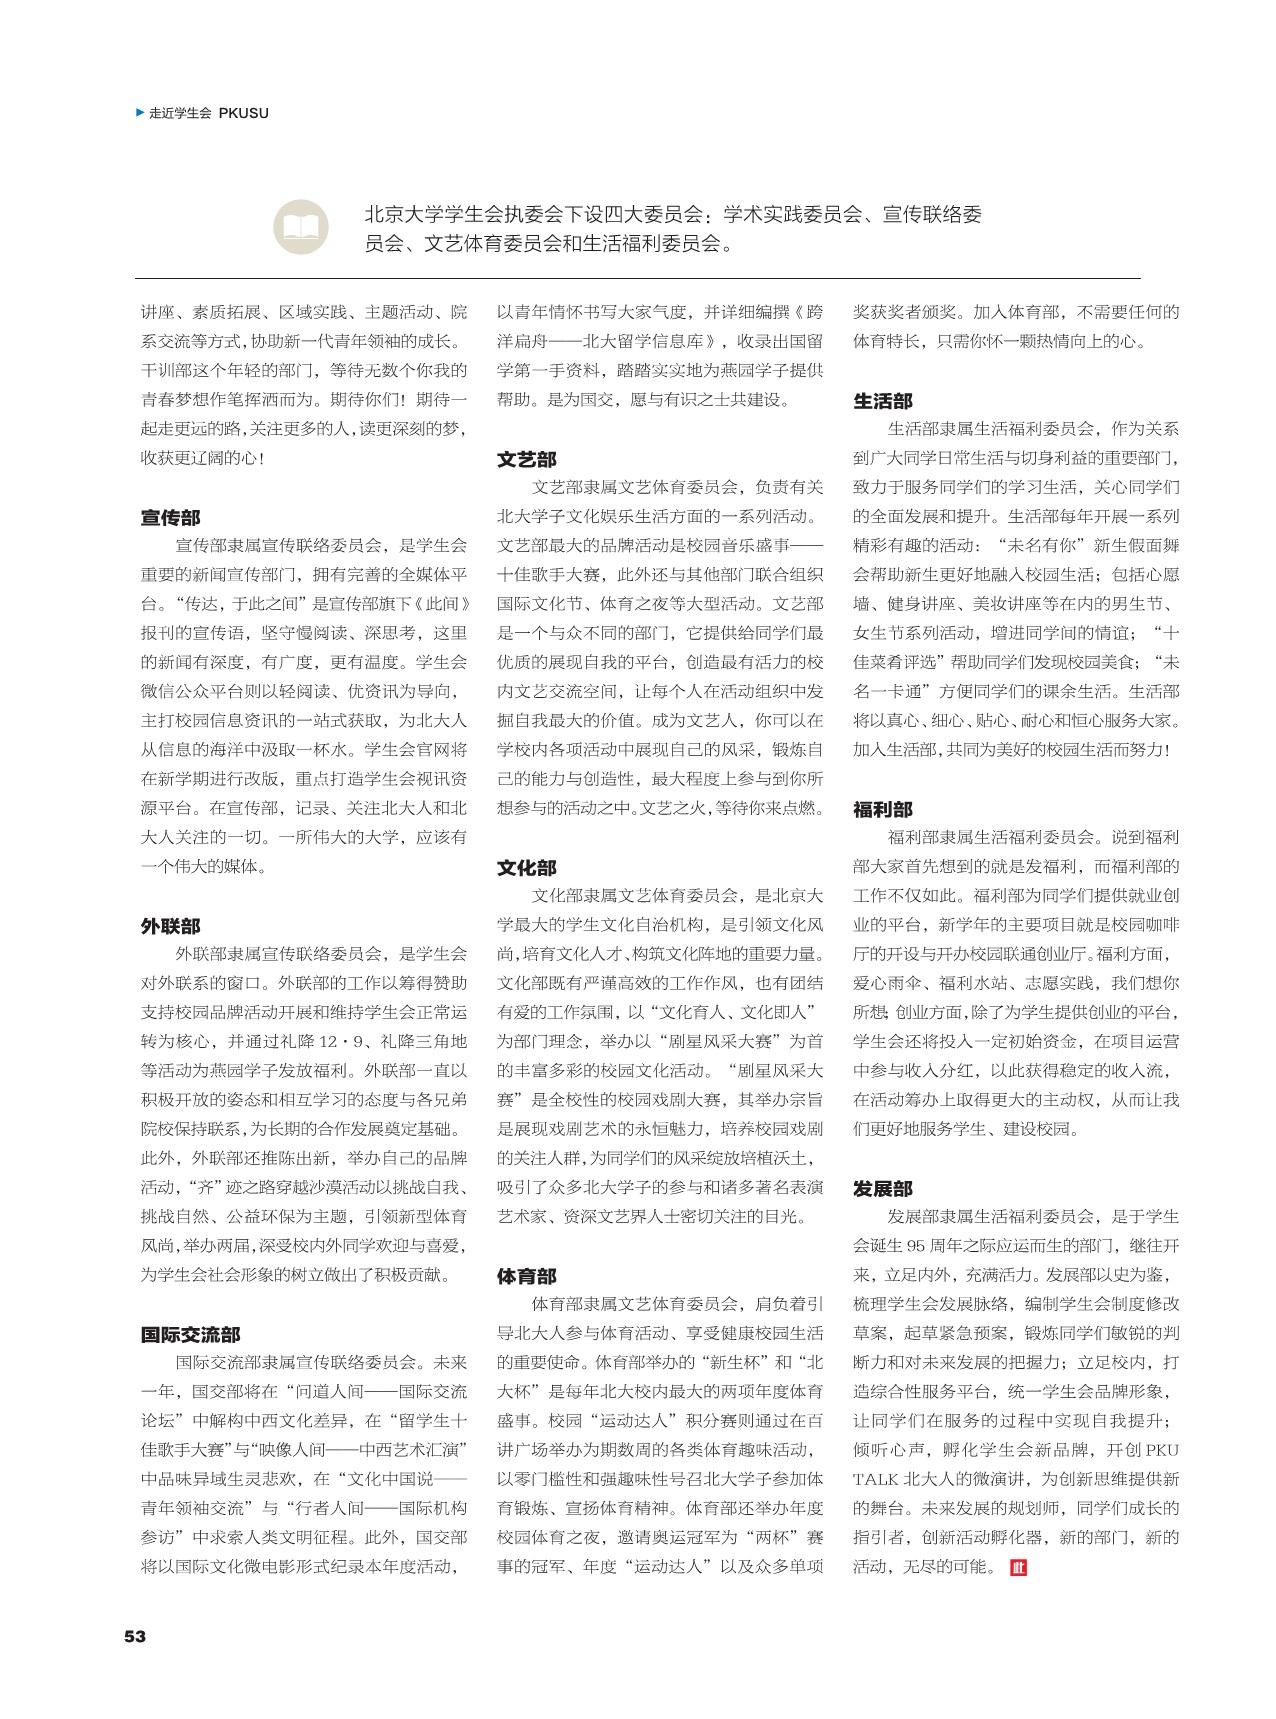 走近学生会 PKUSU
北京大学学生会执委会下设四大委员会：学术实践委员会、宣传联络委
员会、文艺体育委员会和生活福利委员会。
讲座、素质拓展、区域实践、主题活动、院
系交流等方式，协助新一代青年领袖的成长。
干训部这个年轻的部门，等待无数个你我的
青春梦想作笔挥洒而为。期待你们！期待一
起走更远的路，关注更多的人，读更深刻的梦，
收获更辽阔的心！
宣传部
宣传部隶属宣传联络委员会，是学生会
重要的新闻宣传部门，拥有完善的全媒体平
台。“传达，于此之间”是宣传部旗下《此间》
报刊的宣传语，坚守慢阅读、深思考，这里
的新闻有深度，有广度，更有温度。学生会
微信公众平台则以轻阅读、优资讯为导向，
主打校园信息资讯的一站式获取，为北大人
从信息的海洋中汲取一杯水。学生会官网将
在新学期进行改版，重点打造学生会视讯资
源平台。在宣传部，记录、关注北大人和北
大人关注的一切。一所伟大的大学，应该有
一个伟大的媒体。
外联部
外联部隶属宣传联络委员会，是学生会
对外联系的窗口。外联部的工作以筹得赞助
支持校园品牌活动开展和维持学生会正常运
转为核心，并通过礼降 12·9、礼降三角地
等活动为燕园学子发放福利。外联部一直以
积极开放的姿态和相互学习的态度与各兄弟
院校保持联系，为长期的合作发展奠定基础。
此外，外联部还推陈出新，举办自己的品牌
活动，“齐”迹之路穿越沙漠活动以挑战自我、
挑战自然、公益环保为主题，引领新型体育
风尚，举办两届，深受校内外同学欢迎与喜爱，
为学生会社会形象的树立做出了积极贡献。
国际交流部
国际交流部隶属宣传联络委员会。未来
一年，国交部将在“问道人间——国际交流
论坛”中解构中西文化差异，在“留学生十
佳歌手大赛”与“映像人间——中西艺术汇演”
中品味异域生灵悲欢，在“文化中国说——
青年领袖交流”与“行者人间——国际机构
参访”中求索人类文明征程。此外，国交部
将以国际文化微电影形式纪录本年度活动，
以青年情怀书写大家气度，并详细编撰《跨
洋扁舟——北大留学信息库》，收录出国留
学第一手资料，踏踏实实地为燕园学子提供
帮助。是为国交，愿与有识之士共建设。
文艺部
文艺部隶属文艺体育委员会，负责有关
北大学子文化娱乐生活方面的一系列活动。
文艺部最大的品牌活动是校园音乐盛事——
十佳歌手大赛，此外还与其他部门联合组织
国际文化节、体育之夜等大型活动。文艺部
是一个与众不同的部门，它提供给同学们最
优质的展现自我的平台，创造最有活力的校
内文艺交流空间，让每个人在活动组织中发
掘自我最大的价值。成为文艺人，你可以在
学校内各项活动中展现自己的风采，锻炼自
己的能力与创造性，最大程度上参与到你所
想参与的活动之中。文艺之火，等待你来点燃。
文化部
文化部隶属文艺体育委员会，是北京大
学最大的学生文化自治机构，是引领文化风
尚，培育文化人才、构筑文化阵地的重要力量。
文化部既有严谨高效的工作作风，也有团结
有爱的工作氛围，以“文化育人、文化即人”
为部门理念，举办以“剧星风采大赛”为首
的丰富多彩的校园文化活动。“剧星风采大
赛”是全校性的校园戏剧大赛，其举办宗旨
是展现戏剧艺术的永恒魅力，培养校园戏剧
的关注人群，为同学们的风采绽放培植沃土，
吸引了众多北大学子的参与和诸多著名表演
艺术家、资深文艺界人士密切关注的目光。
体育部
体育部隶属文艺体育委员会，肩负着引
导北大人参与体育活动、享受健康校园生活
的重要使命。体育部举办的“新生杯”和“北
大杯”是每年北大校内最大的两项年度体育
盛事。校园“运动达人”积分赛则通过在百
讲广场举办为期数周的各类体育趣味活动，
以零门槛性和强趣味性号召北大学子参加体
育锻炼、宣扬体育精神。体育部还举办年度
校园体育之夜，邀请奥运冠军为“两杯”赛
事的冠军、年度“运动达人”以及众多单项
奖获奖者颁奖。加入体育部，不需要任何的
体育特长，只需你怀一颗热情向上的心。
生活部
生活部隶属生活福利委员会，作为关系
到广大同学日常生活与切身利益的重要部门，
致力于服务同学们的学习生活，关心同学们
的全面发展和提升。生活部每年开展一系列
精彩有趣的活动：“未名有你”新生假面舞
会帮助新生更好地融入校园生活；包括心愿
墙、健身讲座、美妆讲座等在内的男生节、
女生节系列活动，增进同学间的情谊；“十
佳菜肴评选”帮助同学们发现校园美食；“未
名一卡通”方便同学们的课余生活。生活部
将以真心、细心、贴心、耐心和恒心服务大家。
加入生活部，共同为美好的校园生活而努力！
福利部
福利部隶属生活福利委员会。说到福利
部大家首先想到的就是发福利，而福利部的
工作不仅如此。福利部为同学们提供就业创
业的平台，新学年的主要项目就是校园咖啡
厅的开设与开办校园联通创业厅。福利方面，
爱心雨伞、福利水站、志愿实践，我们想你
所想；创业方面，除了为学生提供创业的平台，
学生会还将投入一定初始资金，在项目运营
中参与收入分红，以此获得稳定的收入流，
在活动筹办上取得更大的主动权，从而让我
们更好地服务学生、建设校园。
发展部
发展部隶属生活福利委员会，是于学生
会诞生 95 周年之际应运而生的部门，继往开
来，立足内外，充满活力。发展部以史为鉴，
梳理学生会发展脉络，编制学生会制度修改
草案，起草紧急预案，锻炼同学们敏锐的判
断力和对未来发展的把握力；立足校内，打
造综合性服务平台，统一学生会品牌形象，
让同学们在服务的过程中实现自我提升；
倾听心声，孵化学生会新品牌，开创 PKU
TALK 北大人的微演讲，为创新思维提供新
的舞台。未来发展的规划师，同学们成长的
指引者，创新活动孵化器，新的部门，新的
活动，无尽的可能。
53